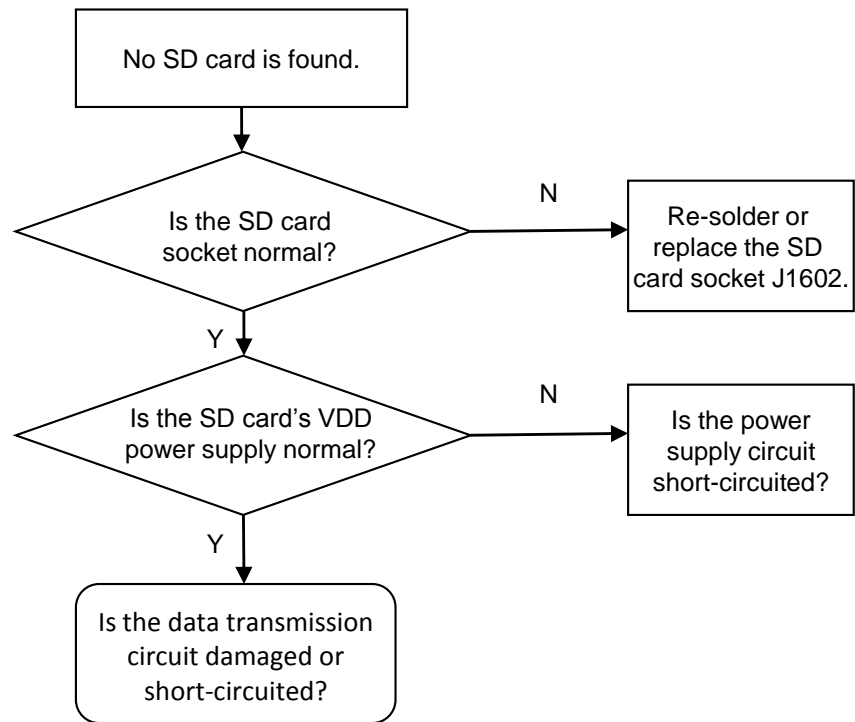 No SD card is found.
Is the SD card
socket normal?
N
Re-solder or
replace the SD
card socket J1602.
Y
Is the SD card’s VDD
power supply normal?
N
Is the power
supply circuit
short-circuited?
Y
Is the data transmission
circuit damaged or
short-circuited?